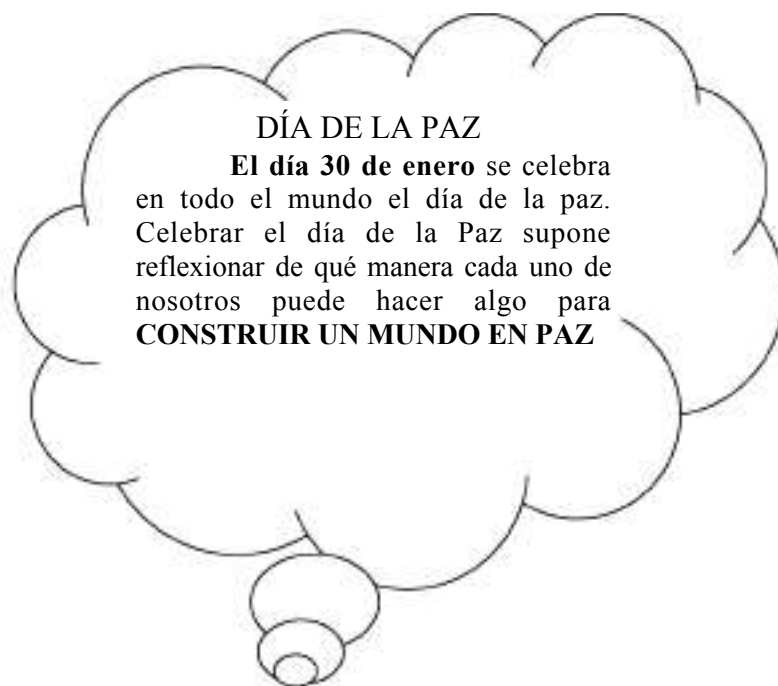 DÍA DE LA PAZ
El día 30 de enero se celebra
en todo el mundo el día de la paz.
Celebrar el día de la Paz supone
reflexionar de qué manera cada uno de
nosotros puede hacer algo para
CONSTRUIR UN MUNDO EN PAZ